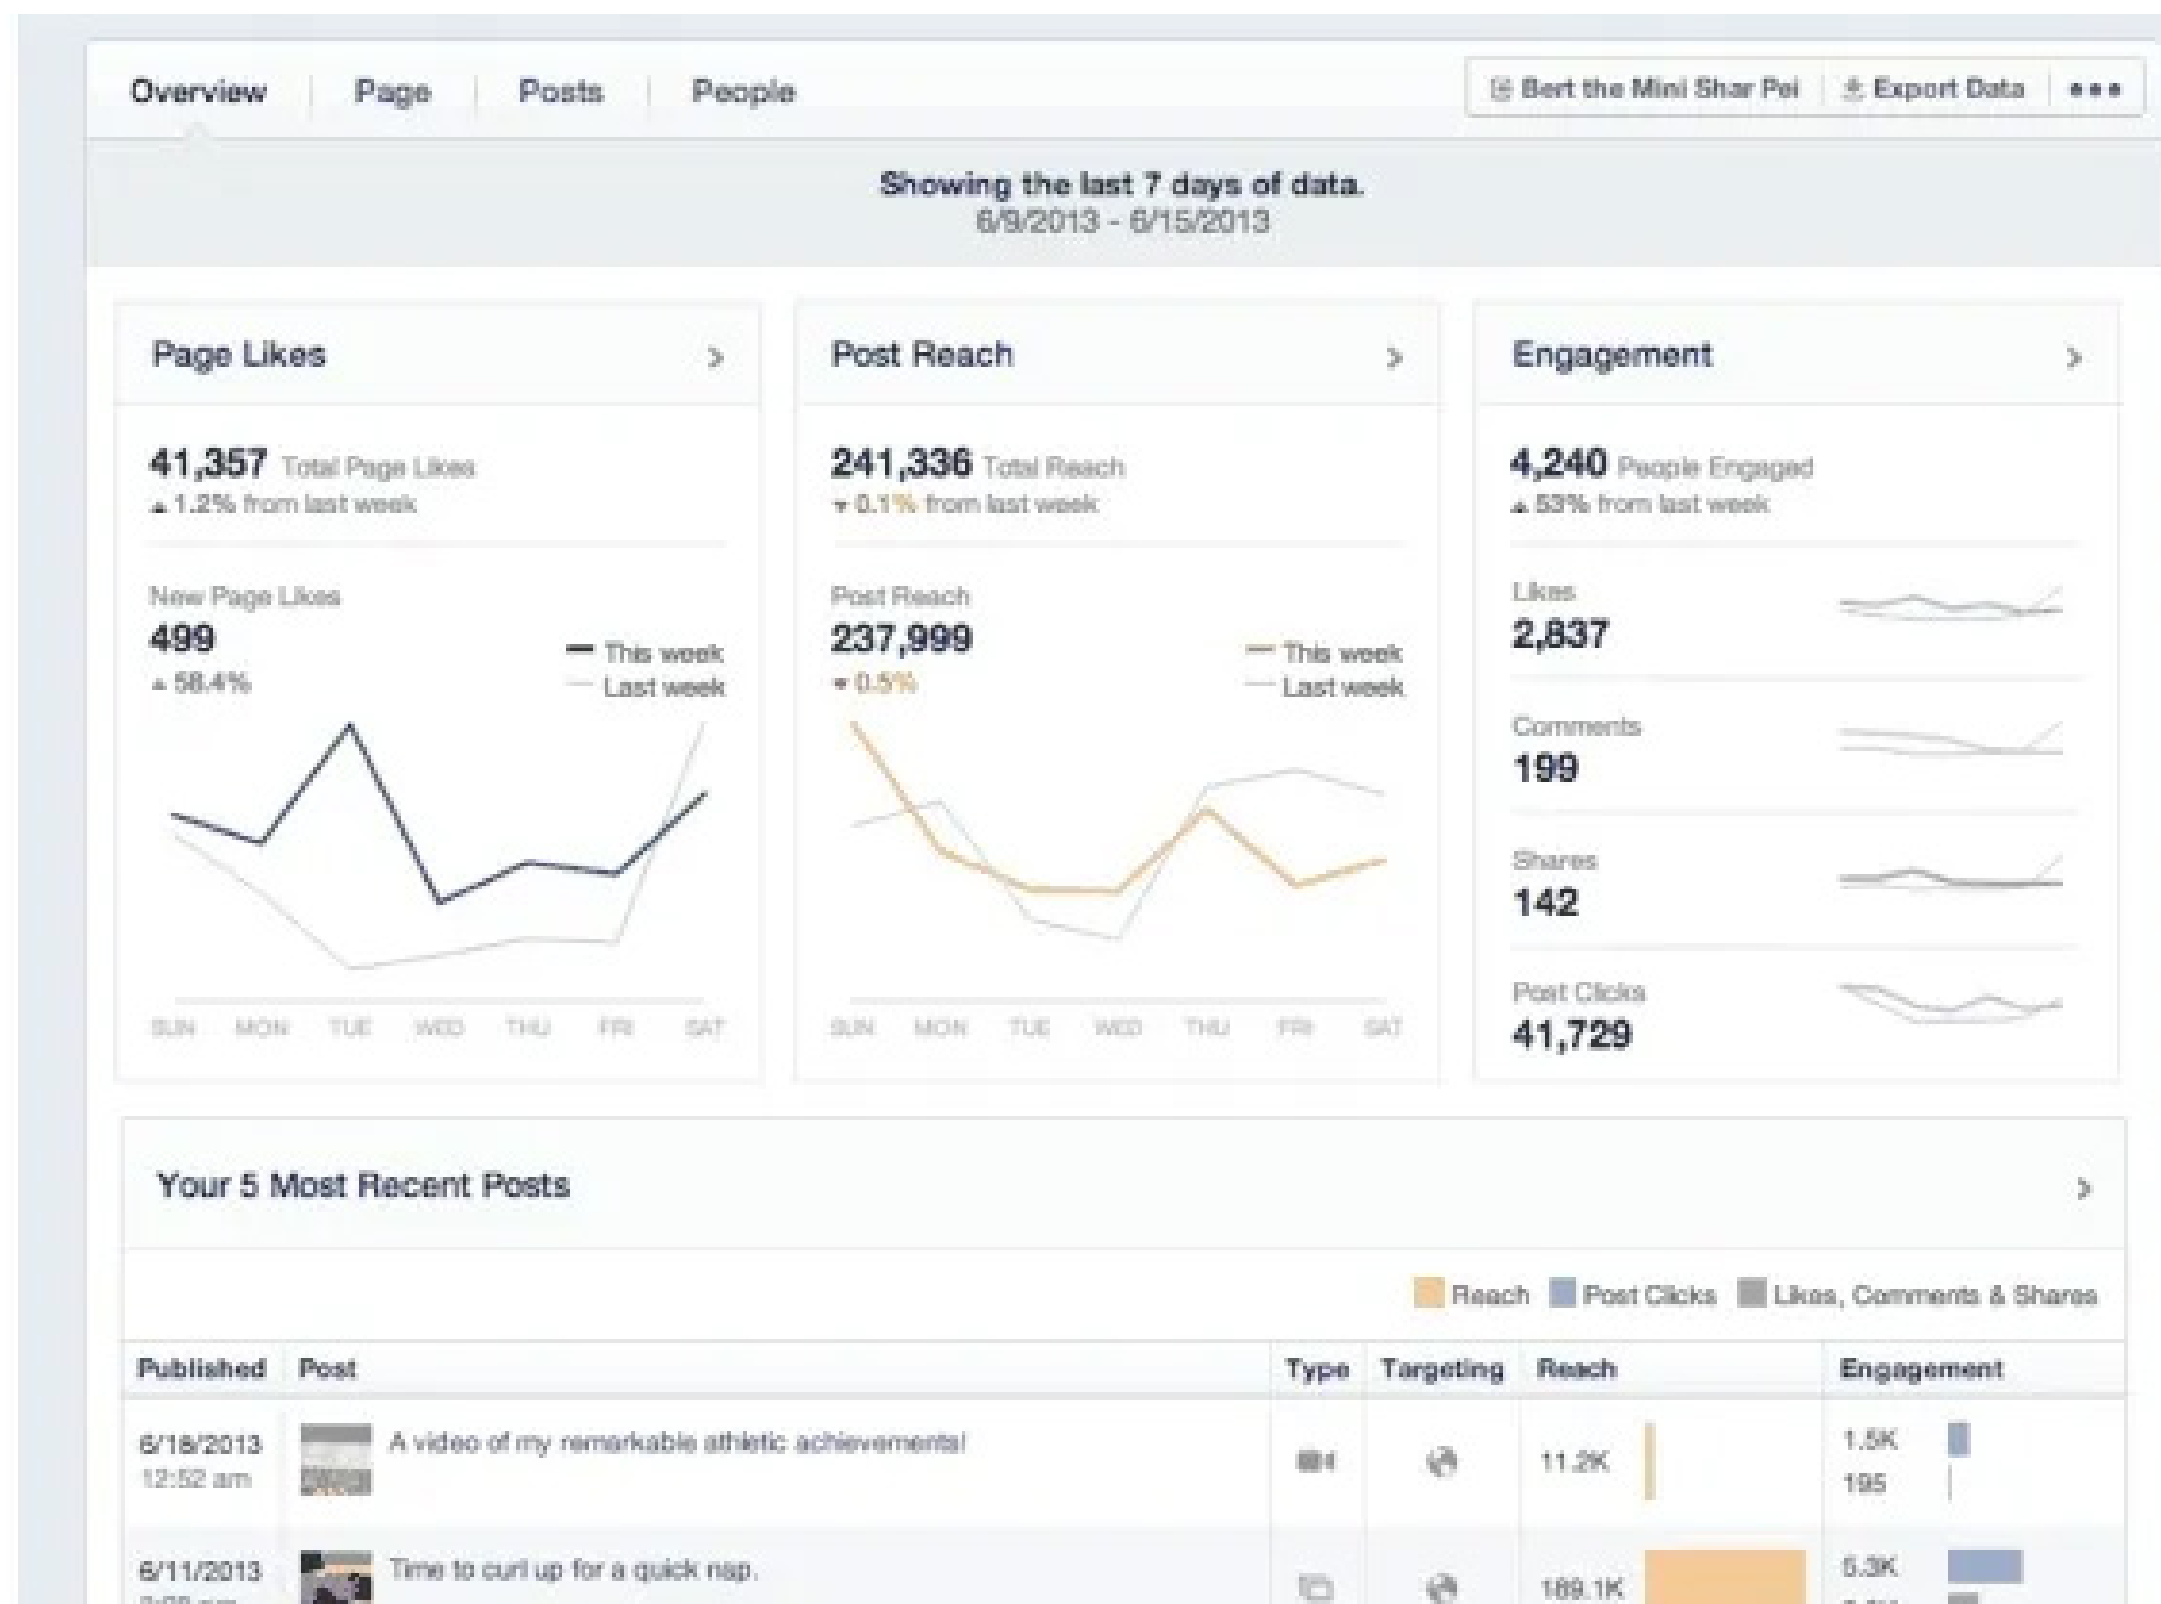 Overview
Page
Posts
People
Bert the Mini Shar Pei
Export Data
Showing the last 7 days of data.
6/9/2013 - 6/15/2013
Page Likes
41,357 Total Page Likes
1.2% from last week
New Page Likes
499
58.4%
This week
Last week
SUN MON TUE WED THU FRI SAT
Post Reach
241,336 Total Reach
0.1% from last week
Post Reach
237,999
0.5%
This week
Last week
SUN MON TUE WED THU FRI SAT
Engagement
4,240 People Engaged
53% from last week
Likes
2,837
Comments
199
Shares
142
Post Clicks
41,729
Your 5 Most Recent Posts
Reach Post Clicks Likes, Comments & Shares
Published Post Type Targeting Reach Engagement
6/18/2013 A video of my remarkable athletic achievements! 11.2K 1.5K
12:52 am 195
6/11/2013 Time to curl up for a quick nap. 189.1K 5.3K